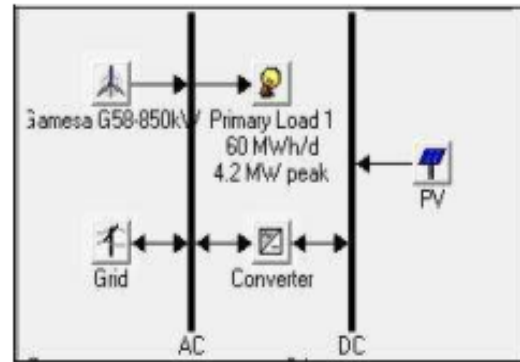 Gamesa G58-850kW
Primary Load 1
60 MWh/d
4.2 MW peak
PV
Grid
Converter
AC
DC